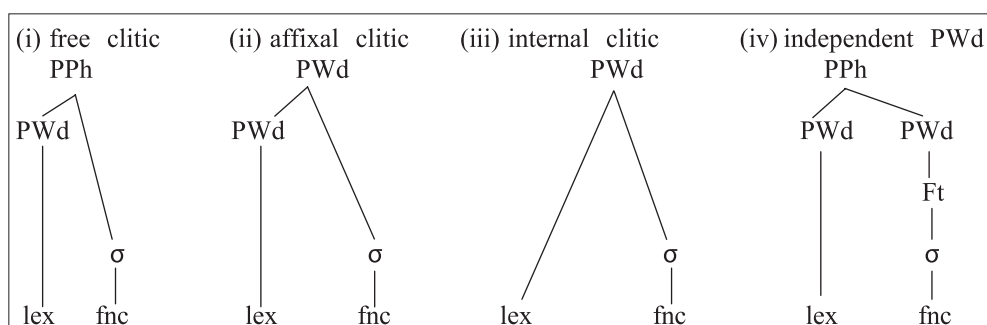 (i) free clitic (ii) affixal clitic (iii) internal clitic (iv) independent PWd
PPh PWd PWd PPh
PWd PWd PWd PWd
Ft
σ σ σ σ
lex fnc lex fnc lex fnc lex fnc